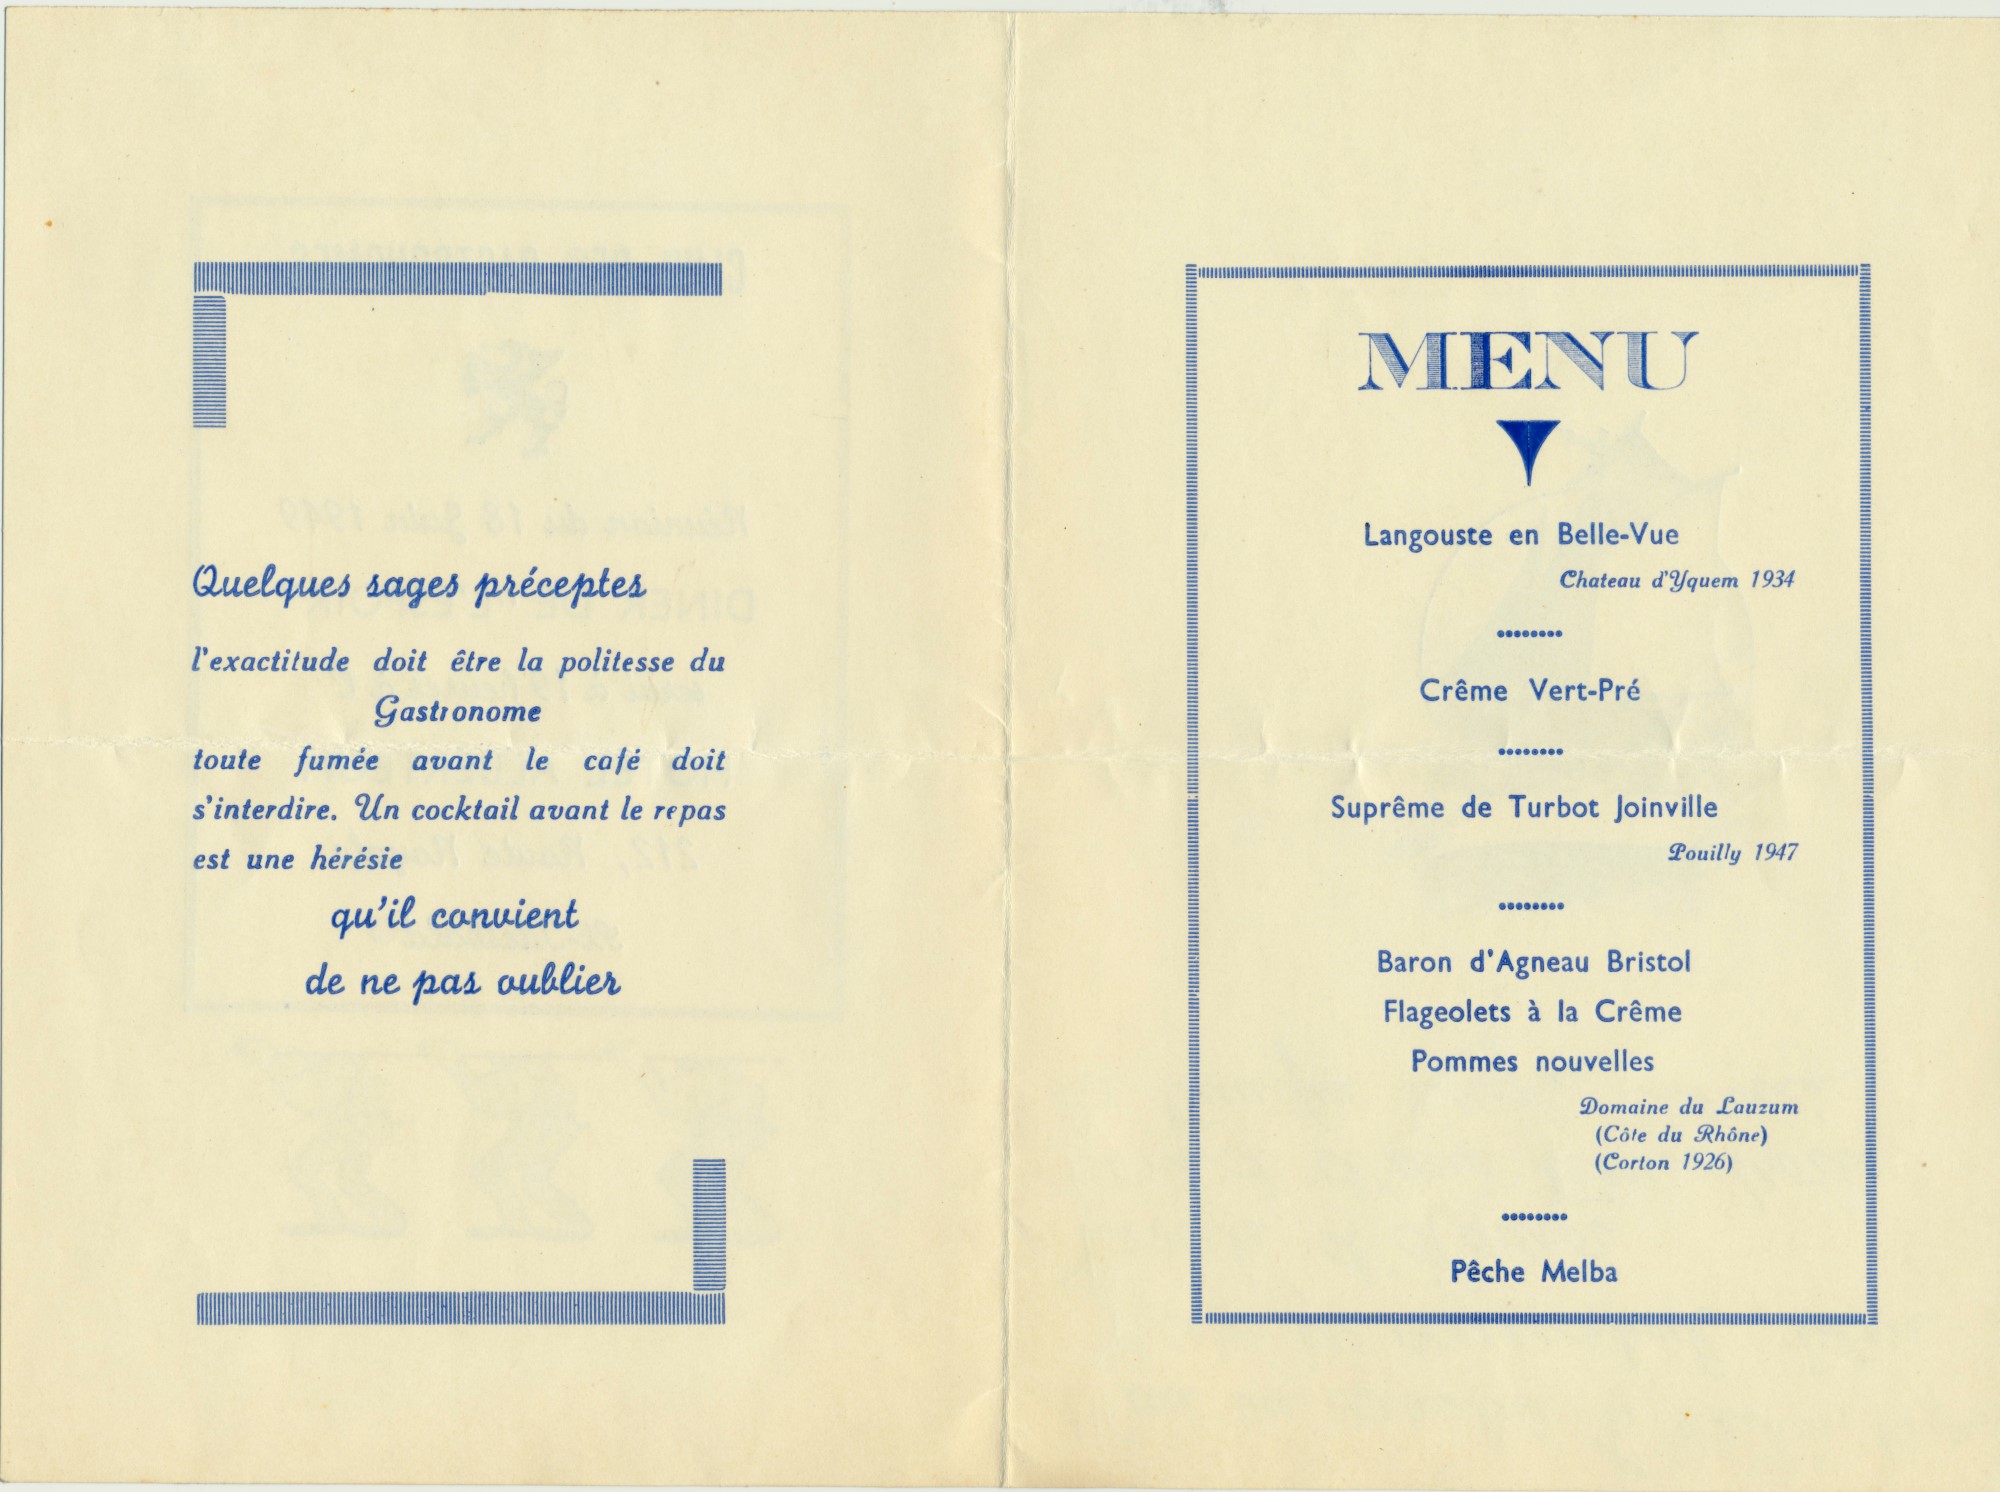 Quelques sages préceptes
l'exactitude doit être la politesse du
Gastronome
toute fumée avant le café doit
s'interdire. Un cocktail avant le repas
est une hérésie
qu'il convient
de ne pas oublier
MENU
Langouste en Belle-Vue
Chateau d'Yquem 1934
Crême Vert-Pré
Suprême de Turbot Joinville
Pouilly 1947
Baron d'Agneau Bristol
Flageolets à la Crême
Pommes nouvelles
Domaine du Lauzum
(Côte du Rhône)
(Corton 1926)
Pêche Melba